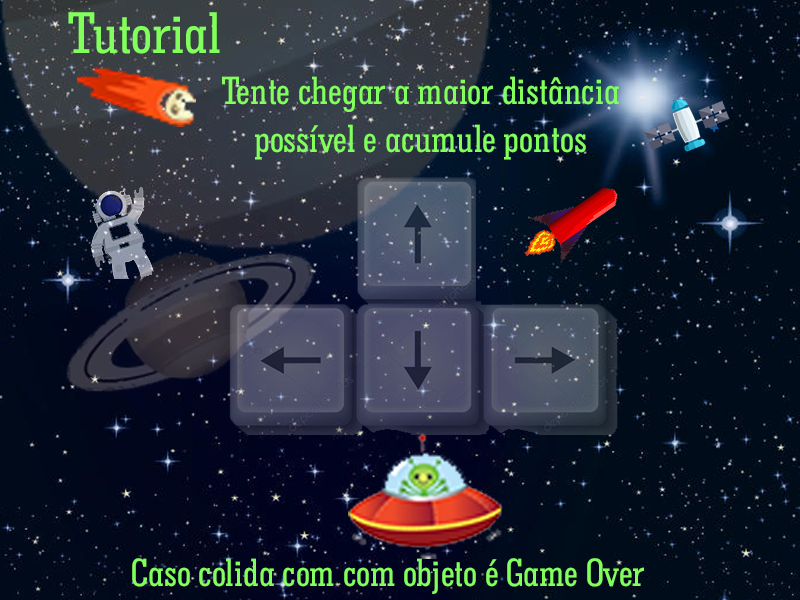 Tutorial
Tente chegar a maior distância
possível e acumule pontos
Caso colida com com objeto é Game Over